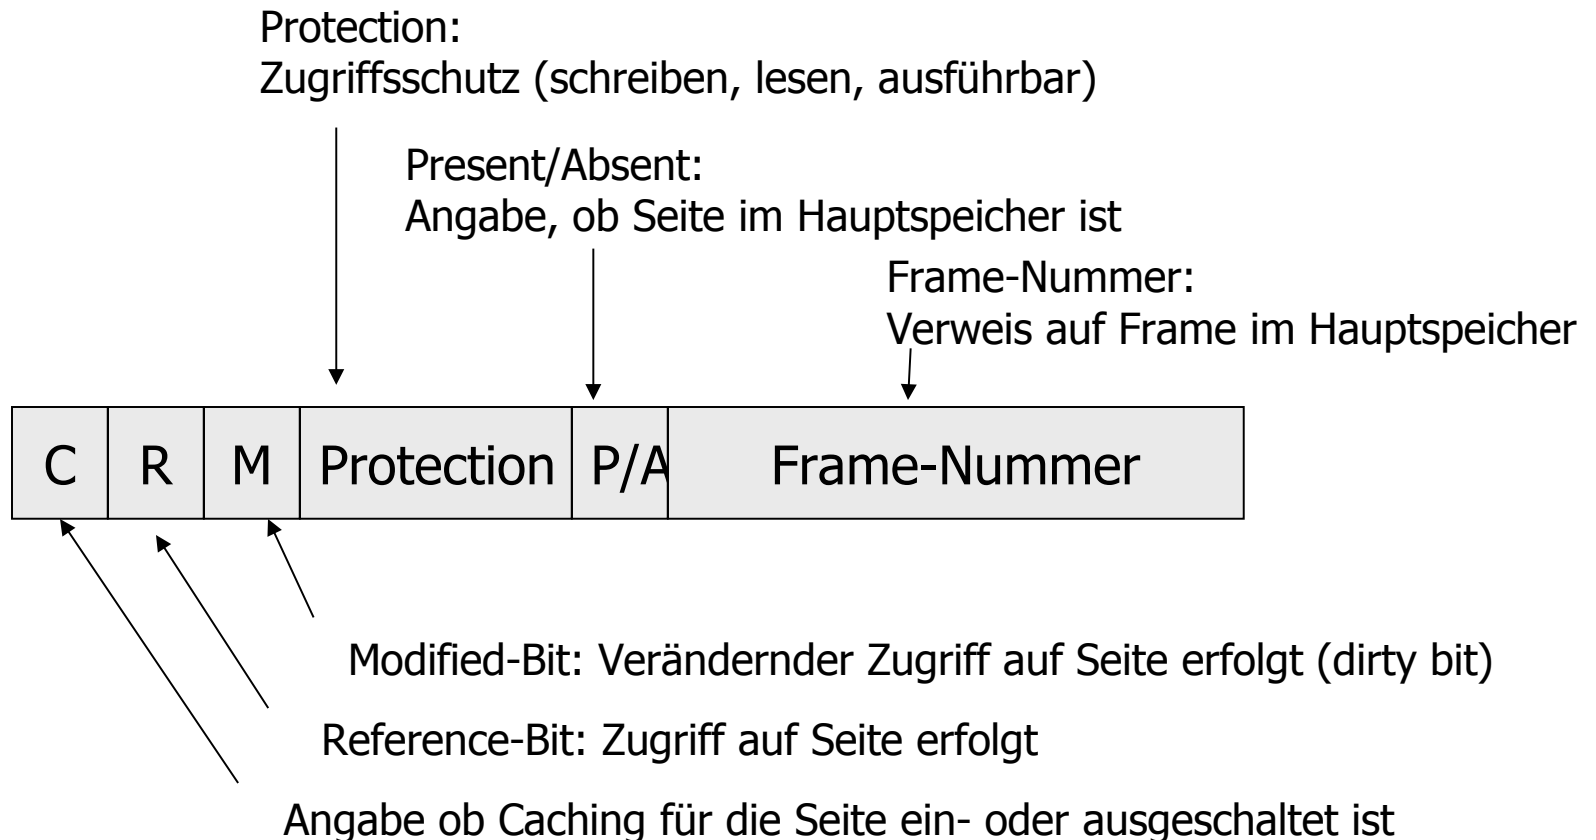 Protection:
Zugriffsschutz (schreiben, lesen, ausführbar)
Present/Absent:
Angabe, ob Seite im Hauptspeicher ist
Frame-Nummer:
Verweis auf Frame im Hauptspeicher
C R M Protection P/A Frame-Nummer
Modified-Bit: Verändernder Zugriff auf Seite erfolgt (dirty bit)
Reference-Bit: Zugriff auf Seite erfolgt
Angabe ob Caching für die Seite ein- oder ausgeschaltet ist